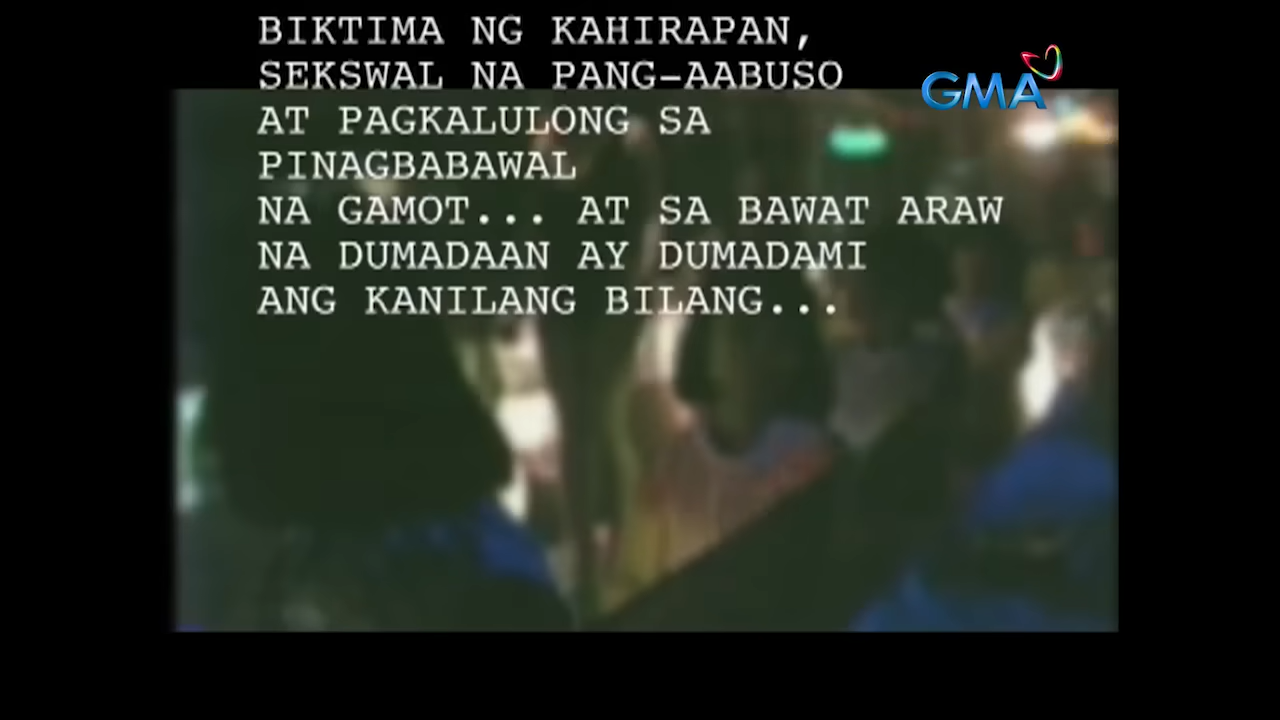 BIKTIMA NG KAHIRAPAN,
SEKSWAL NA PANG-AABUSO
GMA
AT PAGKALULONG SA
PINAGBABAWAL
NA GAMOT... AT SA BAWAT ARAW
NA DUMADAAN AY DUMADAMI
ANG KANILANG BILANG...